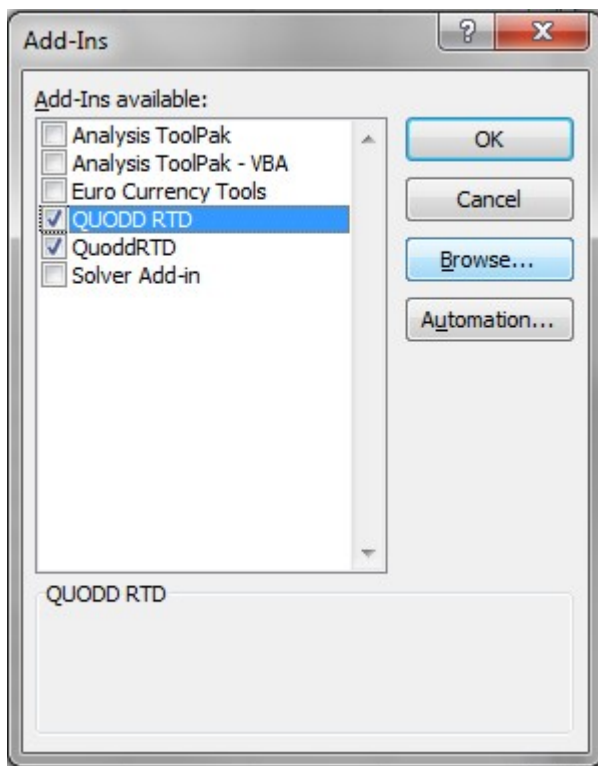 Add-Ins
?
X
Add-Ins available:
Analysis ToolPak
Analysis ToolPak - VBA
Euro Currency Tools
QUODD RTD
QuoddRTD
Solver Add-in
OK
Cancel
Browse...
Automation...
QUODD RTD